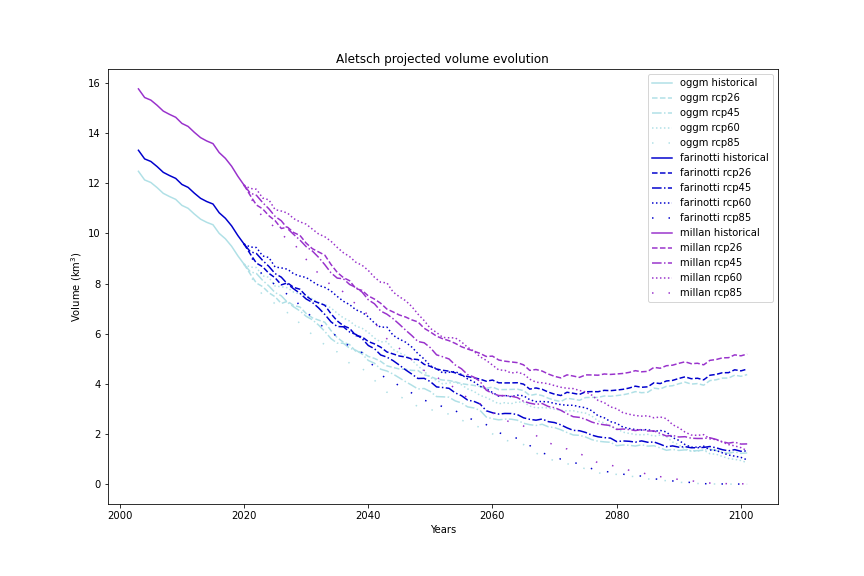 Aletsch projected volume evolution
16
14
12
10
8
6
4
2
0
Volume (km³)
2000
2020
2040
2060
2080
2100
Years
oggm historical
oggm rcp26
oggm rcp45
oggm rcp60
oggm rcp85
farinotti historical
farinotti rcp26
farinotti rcp45
farinotti rcp60
farinotti rcp85
millan historical
millan rcp26
millan rcp45
millan rcp60
millan rcp85